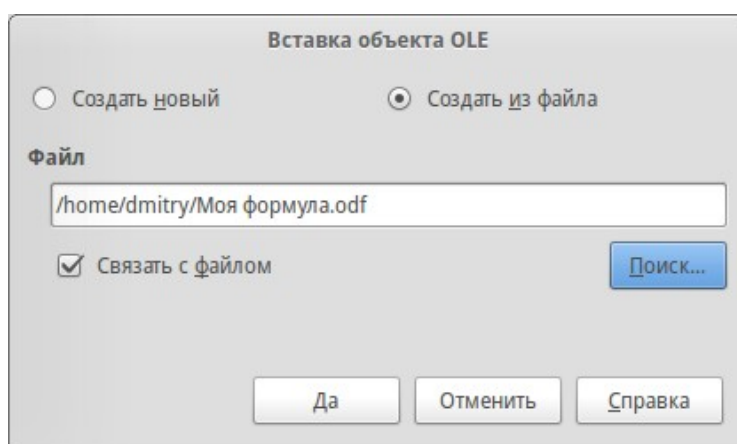 Вставка объекта OLE
Создать новый
Создать из файла
Файл
/home/dmitry/Моя формула.odf
Связать с файлом
Поиск...
Да
Отменить
Справка